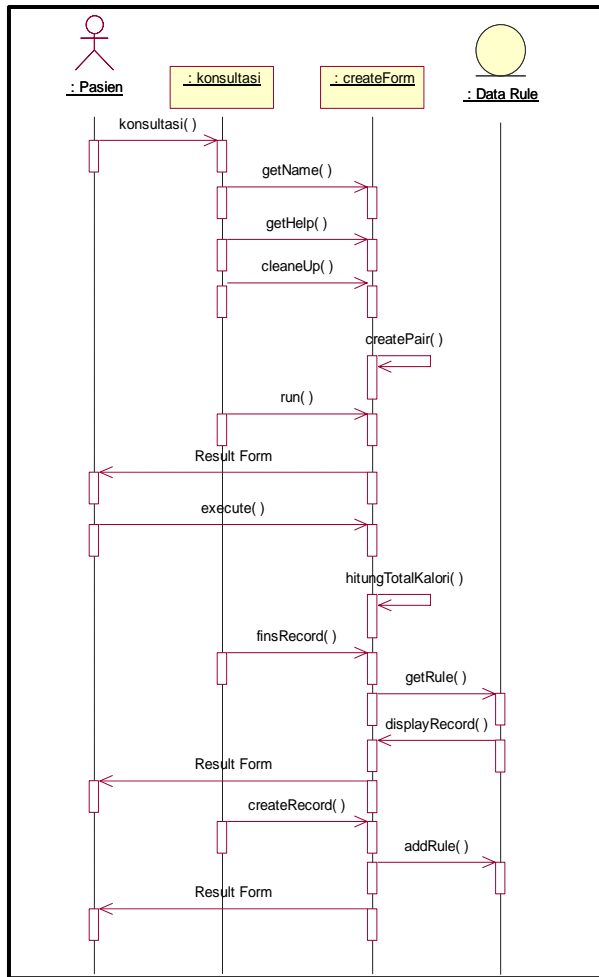 : Pasien
: konsultasi
: createForm
: Data Rule
konsultasi( )
getName( )
getHelp( )
cleaneUp( )
createPair( )
run( )
Result Form
execute( )
hitungTotalKalori( )
finsRecord( )
getRule( )
displayRecord( )
Result Form
createRecord( )
addRule( )
Result Form